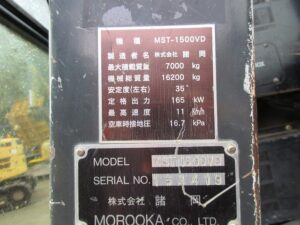 機種 MST-1500VD
製造者名 株式会社 諸岡
最大積載質量 7000 kg
機械総質量 16200 kg
安定度(左右) 35°
定格出力 165 kW
最高速度 11 km/h
空車時接地圧 16.7 kPa
MODEL
SERIAL NO.
株式会社 諸岡
MOROOKA CO., LTD.